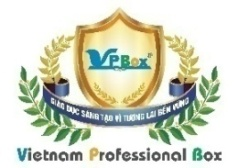 VPBox
GIÁO DỤC SÁNG TẠO VÌ TƯƠNG LAI BỀN VỮNG
Vietnam Professional Box